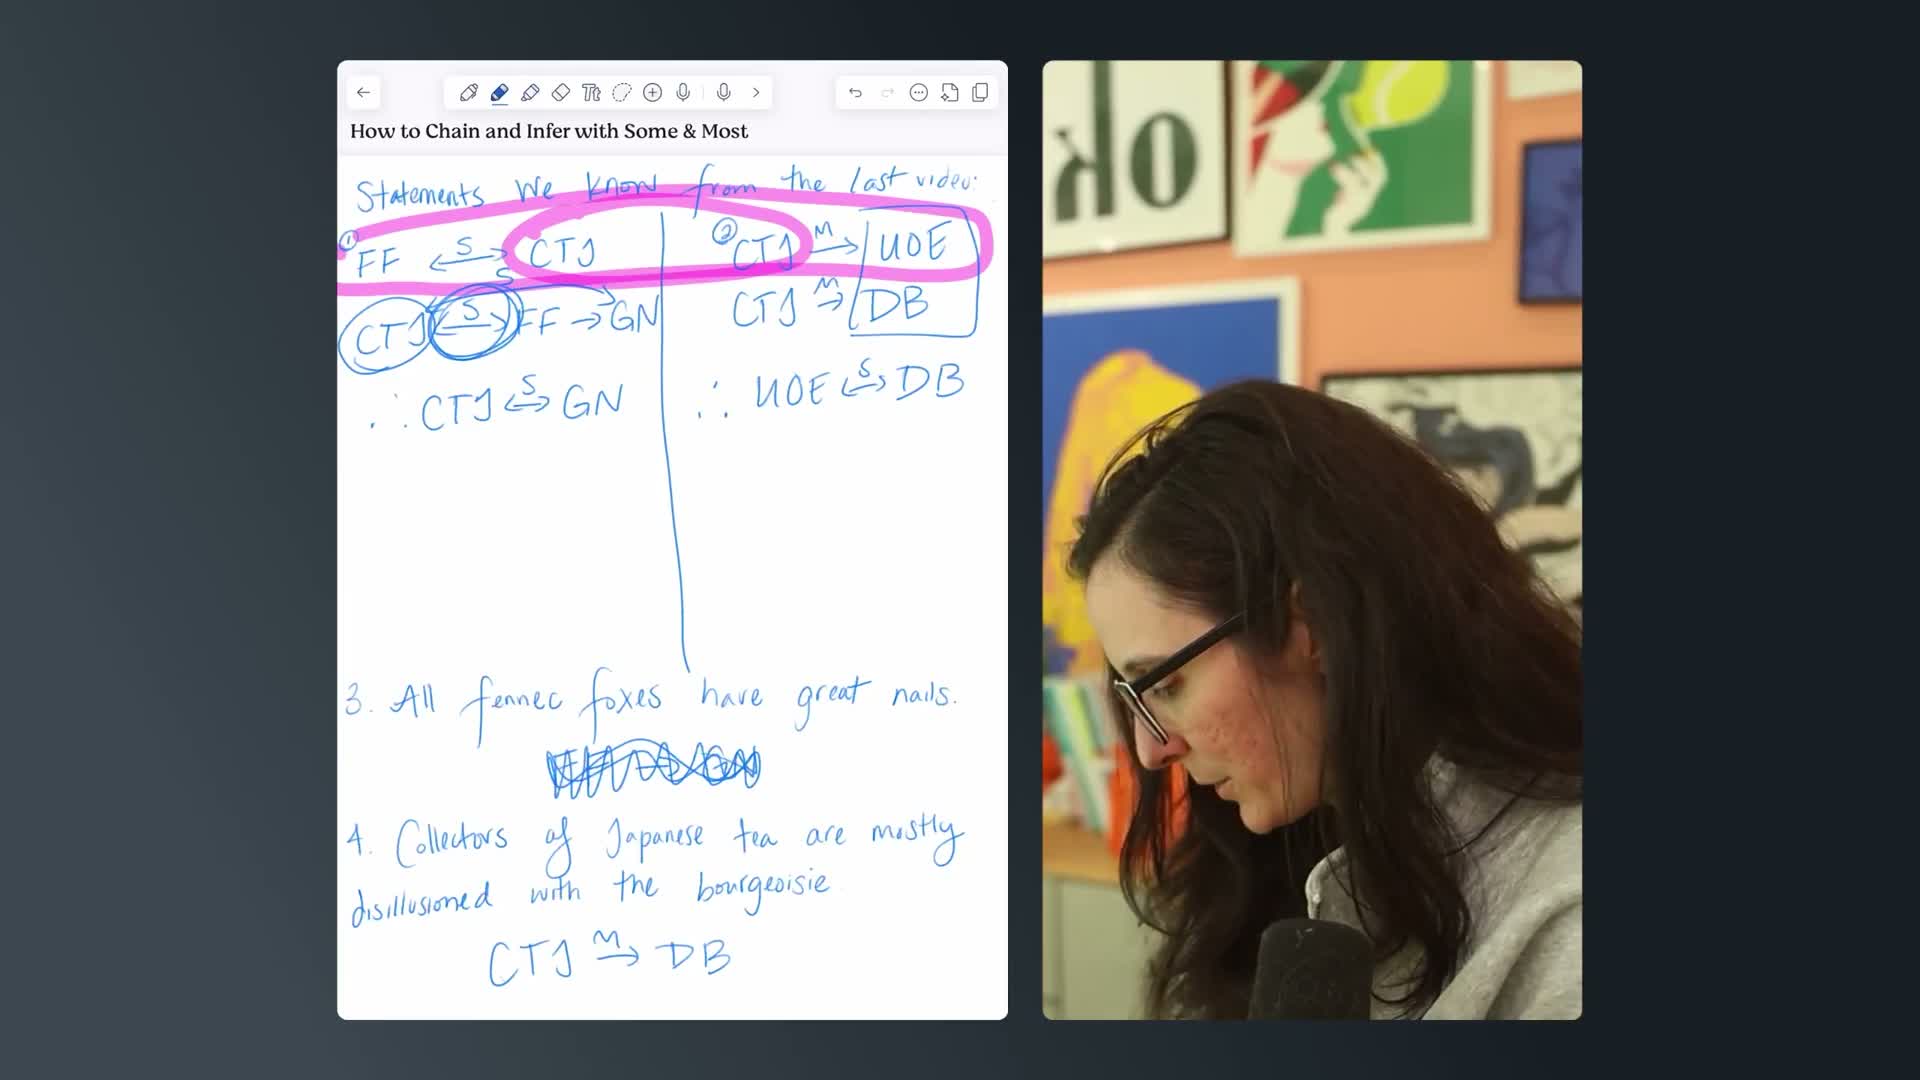 How to Chain and Infer with Some & Most
Statements We know from the last video:
① FF ⟷S CTJ
② CTJ M→ UOE
S
CTJ ⟷S FF → GN
CTJ M→ DB
∴ CTJ ⟷S GN
∴ UOE ⟷S DB
3. All fennec foxes have great nails.
4. Collectors of Japanese tea are mostly
disillusioned with the bourgeoisie.
CTJ M→ DB